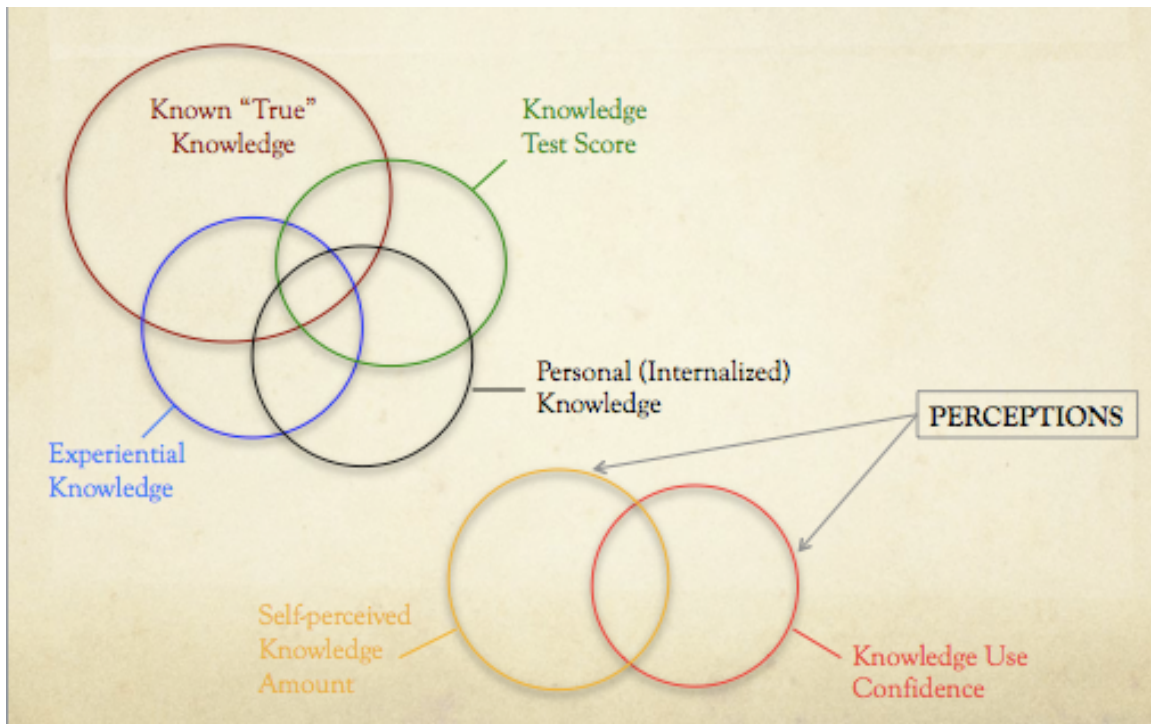 Known “True”
Knowledge
Knowledge
Test Score
Personal (Internalized)
Knowledge
PERCEPTIONS
Experiential
Knowledge
Self-perceived
Knowledge
Amount
Knowledge Use
Confidence